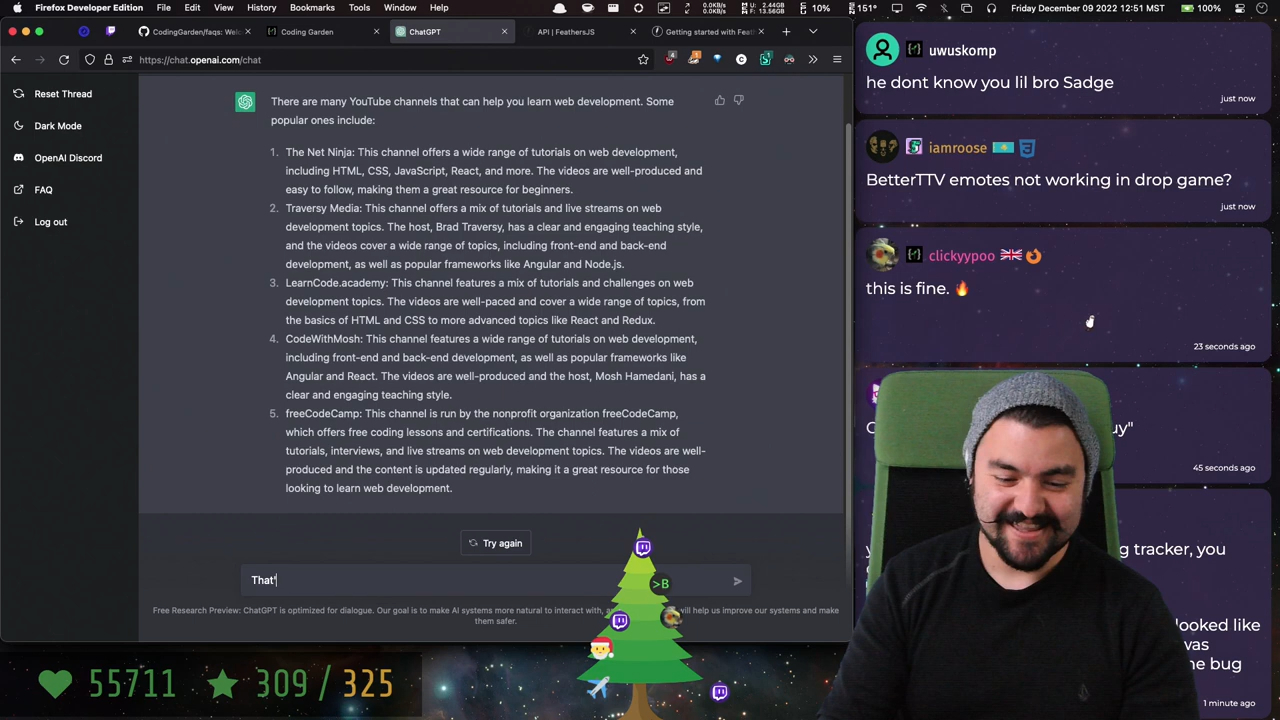 Firefox Developer Edition File Edit View History Bookmarks Tools Window Help
0.0KB/s
0.0KB/s
U: 2.44GB
F: 13.56GB
10%
151°
100%
Friday December 09 2022 12:51 MST
CodingGarden/faqs: Wel
Coding Garden
ChatGPT
API | FeathersJS
Getting started with Feat
https://chat.openai.com/chat
Reset Thread
Dark Mode
OpenAI Discord
FAQ
Log out
There are many YouTube channels that can help you learn web development. Some
popular ones include:
1. The Net Ninja: This channel offers a wide range of tutorials on web development,
including HTML, CSS, JavaScript, React, and more. The videos are well-produced and
easy to follow, making them a great resource for beginners.
2. Traversy Media: This channel offers a mix of tutorials and live streams on web
development topics. The host, Brad Traversy, has a clear and engaging teaching style,
and the videos cover a wide range of topics, including front-end and back-end
development, as well as popular frameworks like Angular and Node.js.
3. LearnCode.academy: This channel features a mix of tutorials and challenges on web
development topics. The videos are well-paced and cover a wide range of topics, from
the basics of HTML and CSS to more advanced topics like React and Redux.
4. CodeWithMosh: This channel features a wide range of tutorials on web development,
including front-end and back-end development, as well as popular frameworks like
Angular and React. The videos are well-produced and the host, Mosh Hamedani, has a
clear and engaging teaching style.
5. freeCodeCamp: This channel is run by the nonprofit organization freeCodeCamp,
which offers free coding lessons and certifications. The channel features a mix of
tutorials, interviews, and live streams on web development topics. The videos are well-
produced and the content is updated regularly, making it a great resource for those
looking to learn web development.
Try again
That'
>B
Free Research Preview: ChatGPT is optimized for dialogue. Our goal is to make AI systems more natural to interact with, will help us improve our systems and make
them safer.
55711
309 / 325
uwuskomp
he dont know you lil bro Sadge
just now
iamroose
BetterTTV emotes not working in drop game?
just now
clickyypoo
this is fine. 🔥
23 seconds ago
45 seconds ago
g tracker, you
looked like
was
ne bug
1 minute ago